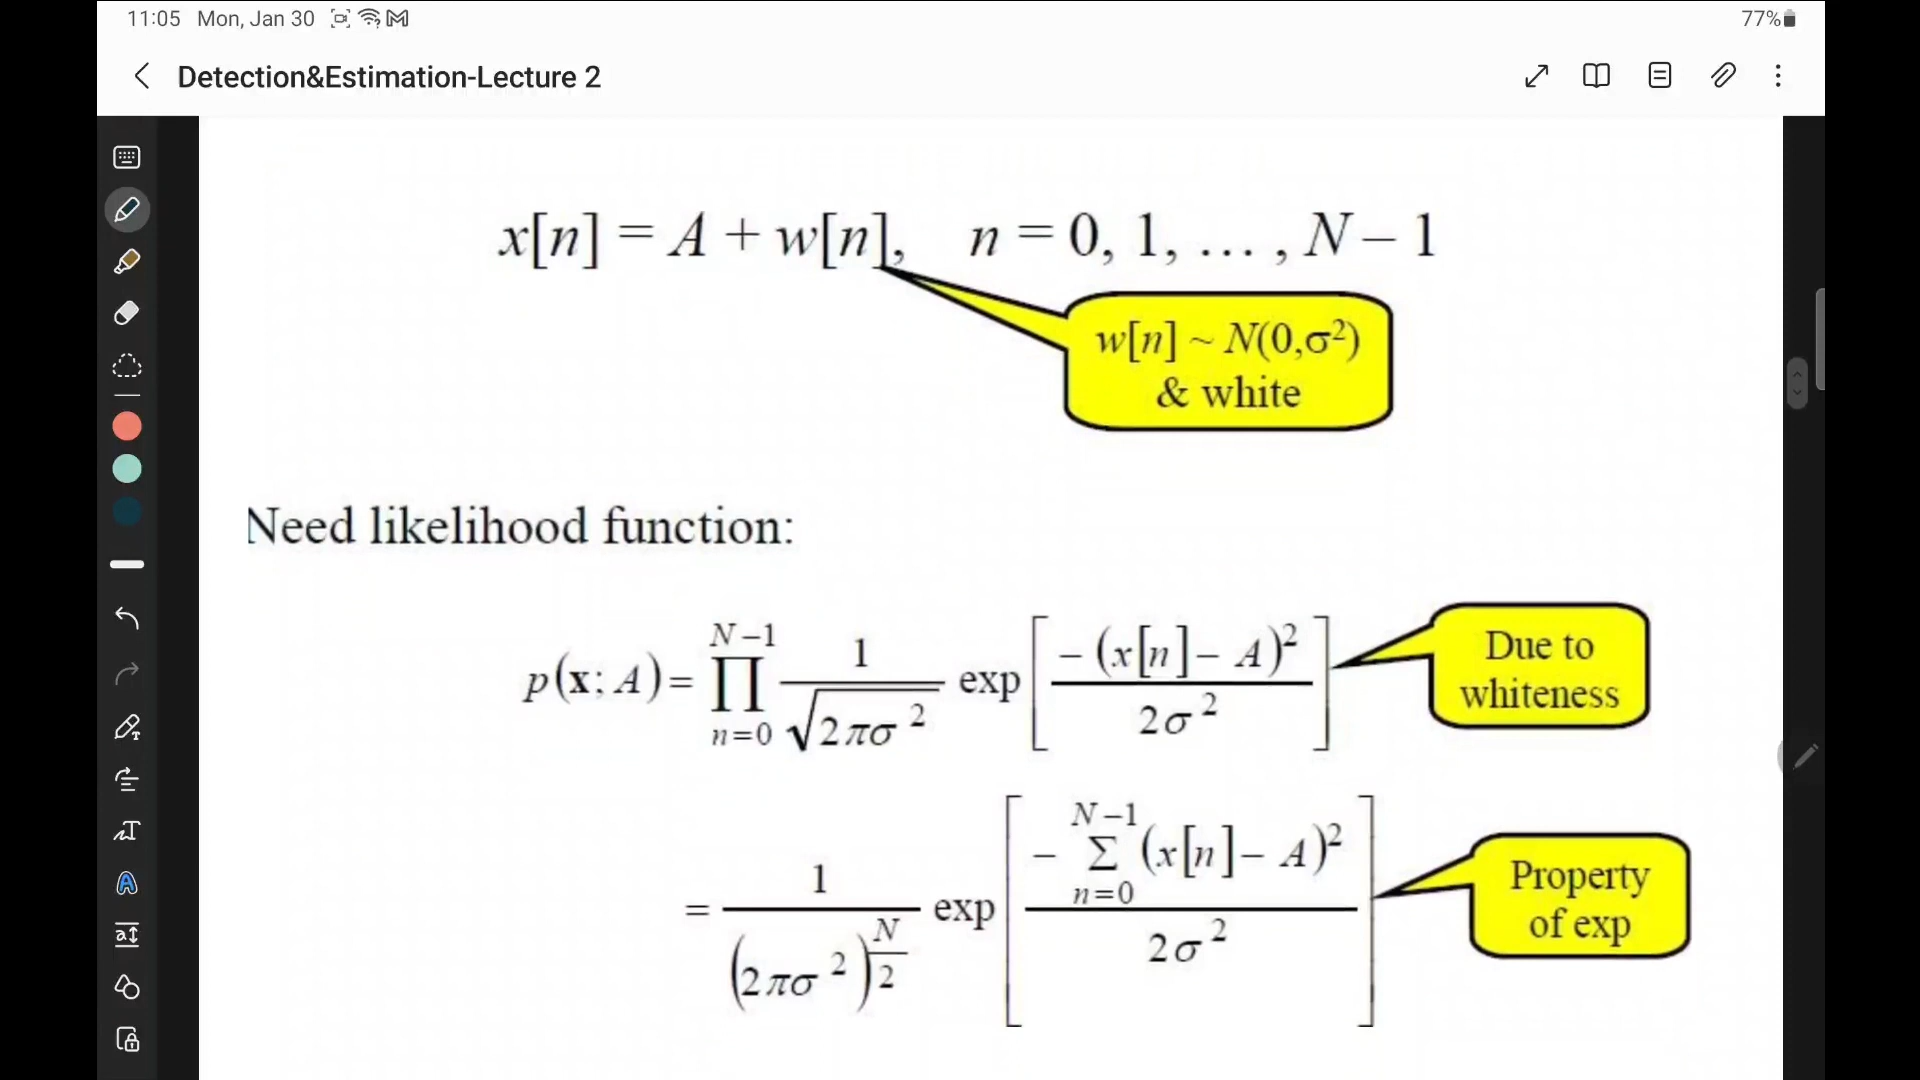 11:05 Mon, Jan 30 77%
Detection&Estimation-Lecture 2
x[n] = A + w[n], n = 0, 1, … , N – 1
w[n] ~ N(0,σ²)
& white
Need likelihood function:
p(x; A) = ∏_{n=0}^{N−1} 1/√(2πσ²) exp[−(x[n]− A)²/2σ²]
Due to
whiteness
= 1/(2πσ²)^{N/2} exp[−∑_{n=0}^{N−1}(x[n]− A)²/2σ²]
Property
of exp